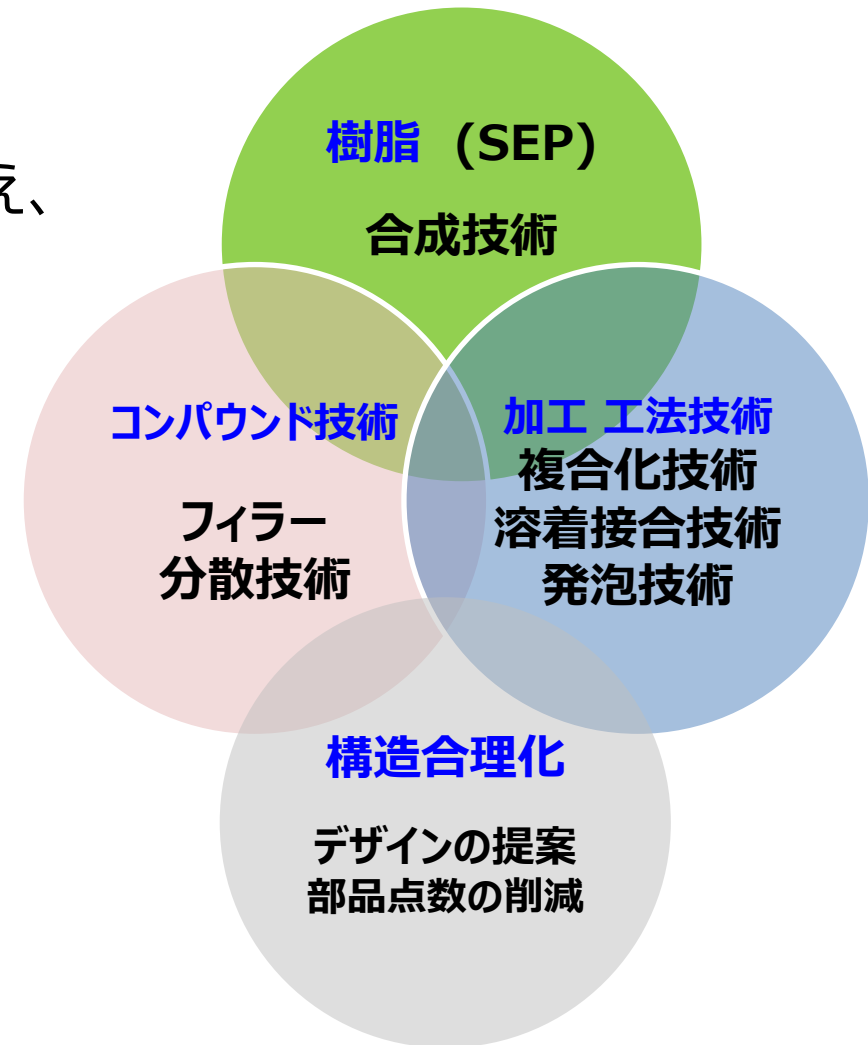 え、
樹脂 (SEP)
合成技術
コンパウンド技術
フィラー
分散技術
加工 工法技術
複合化技術
溶着接合技術
発泡技術
構造合理化
デザインの提案
部品点数の削減